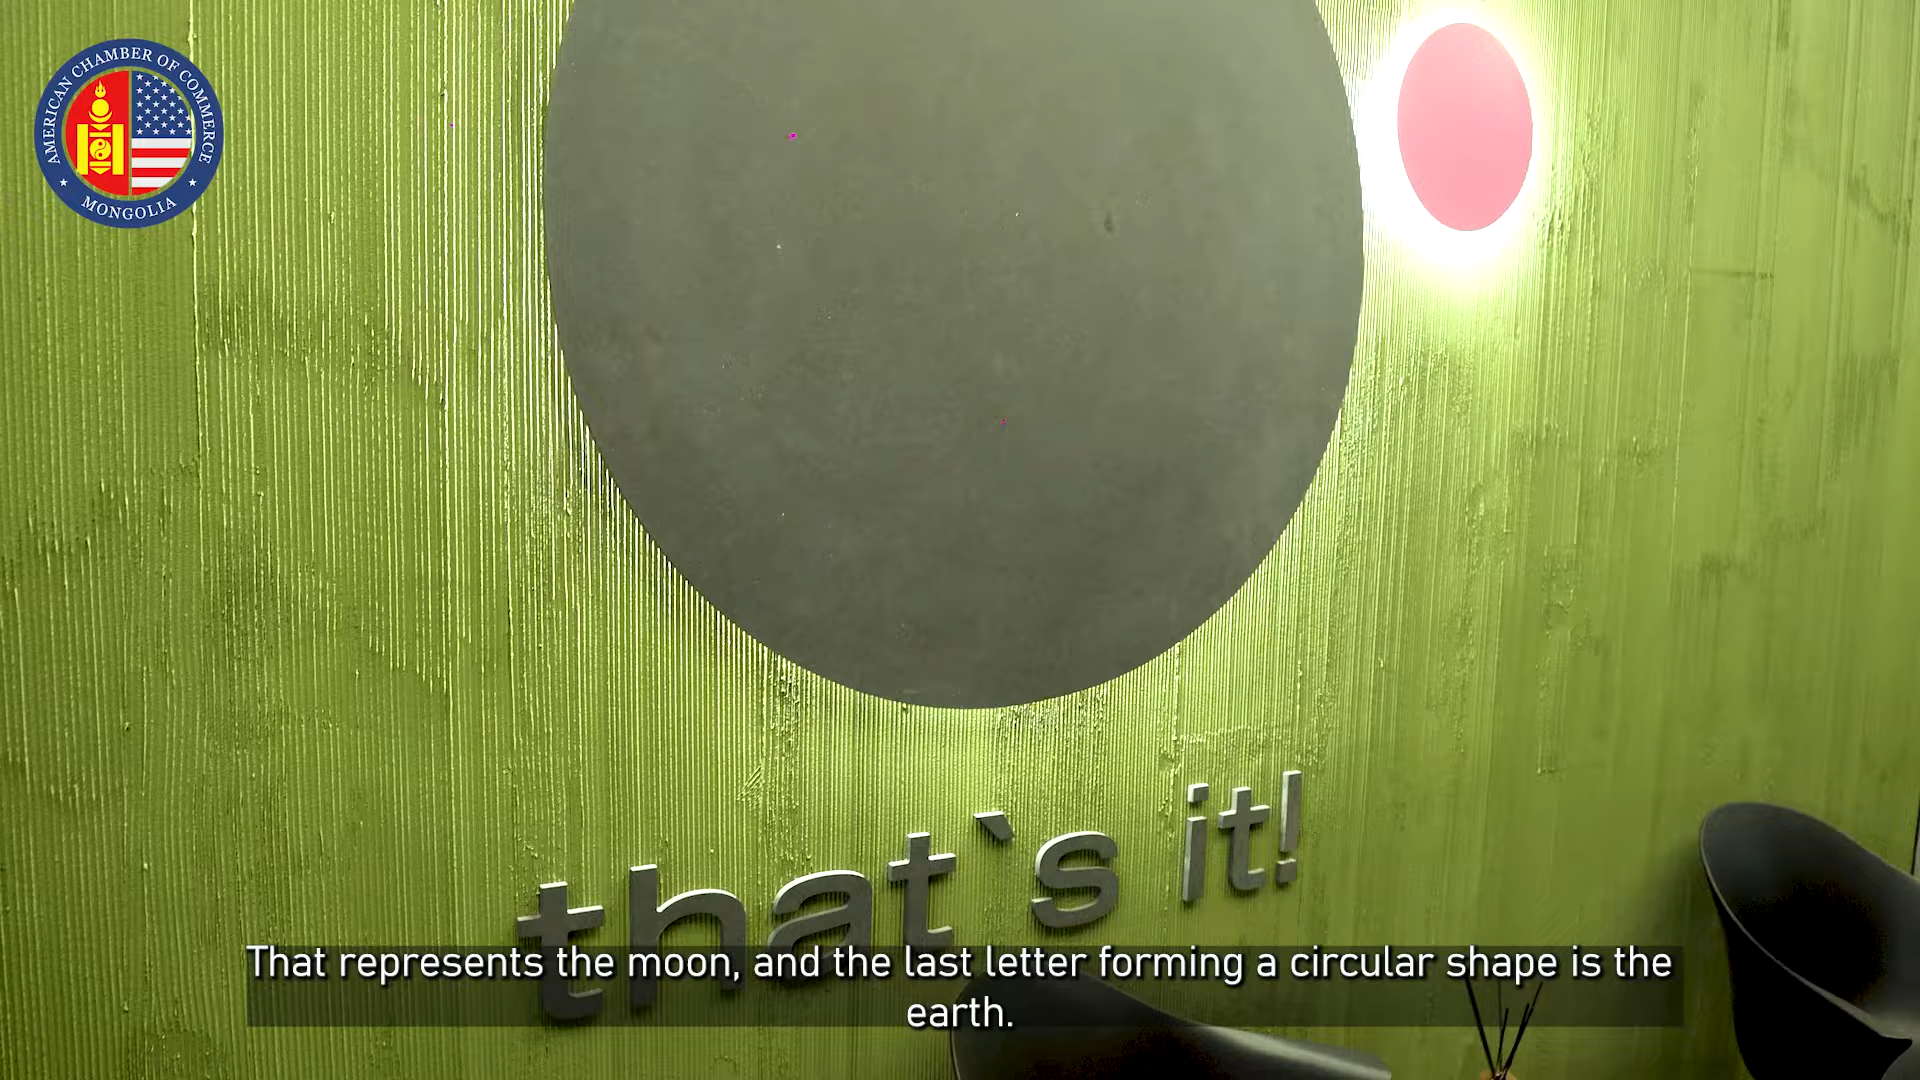 AMERICAN CHAMBER OF COMMERCE
MONGOLIA
that`s it!
That represents the moon, and the last letter forming a circular shape is the
earth.